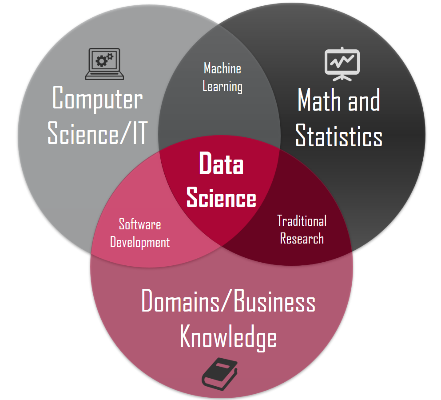 Machine
Learning
Computer
Science/IT
Math and
Statistics
Data
Science
Software
Development
Traditional
Research
Domains/Business
Knowledge